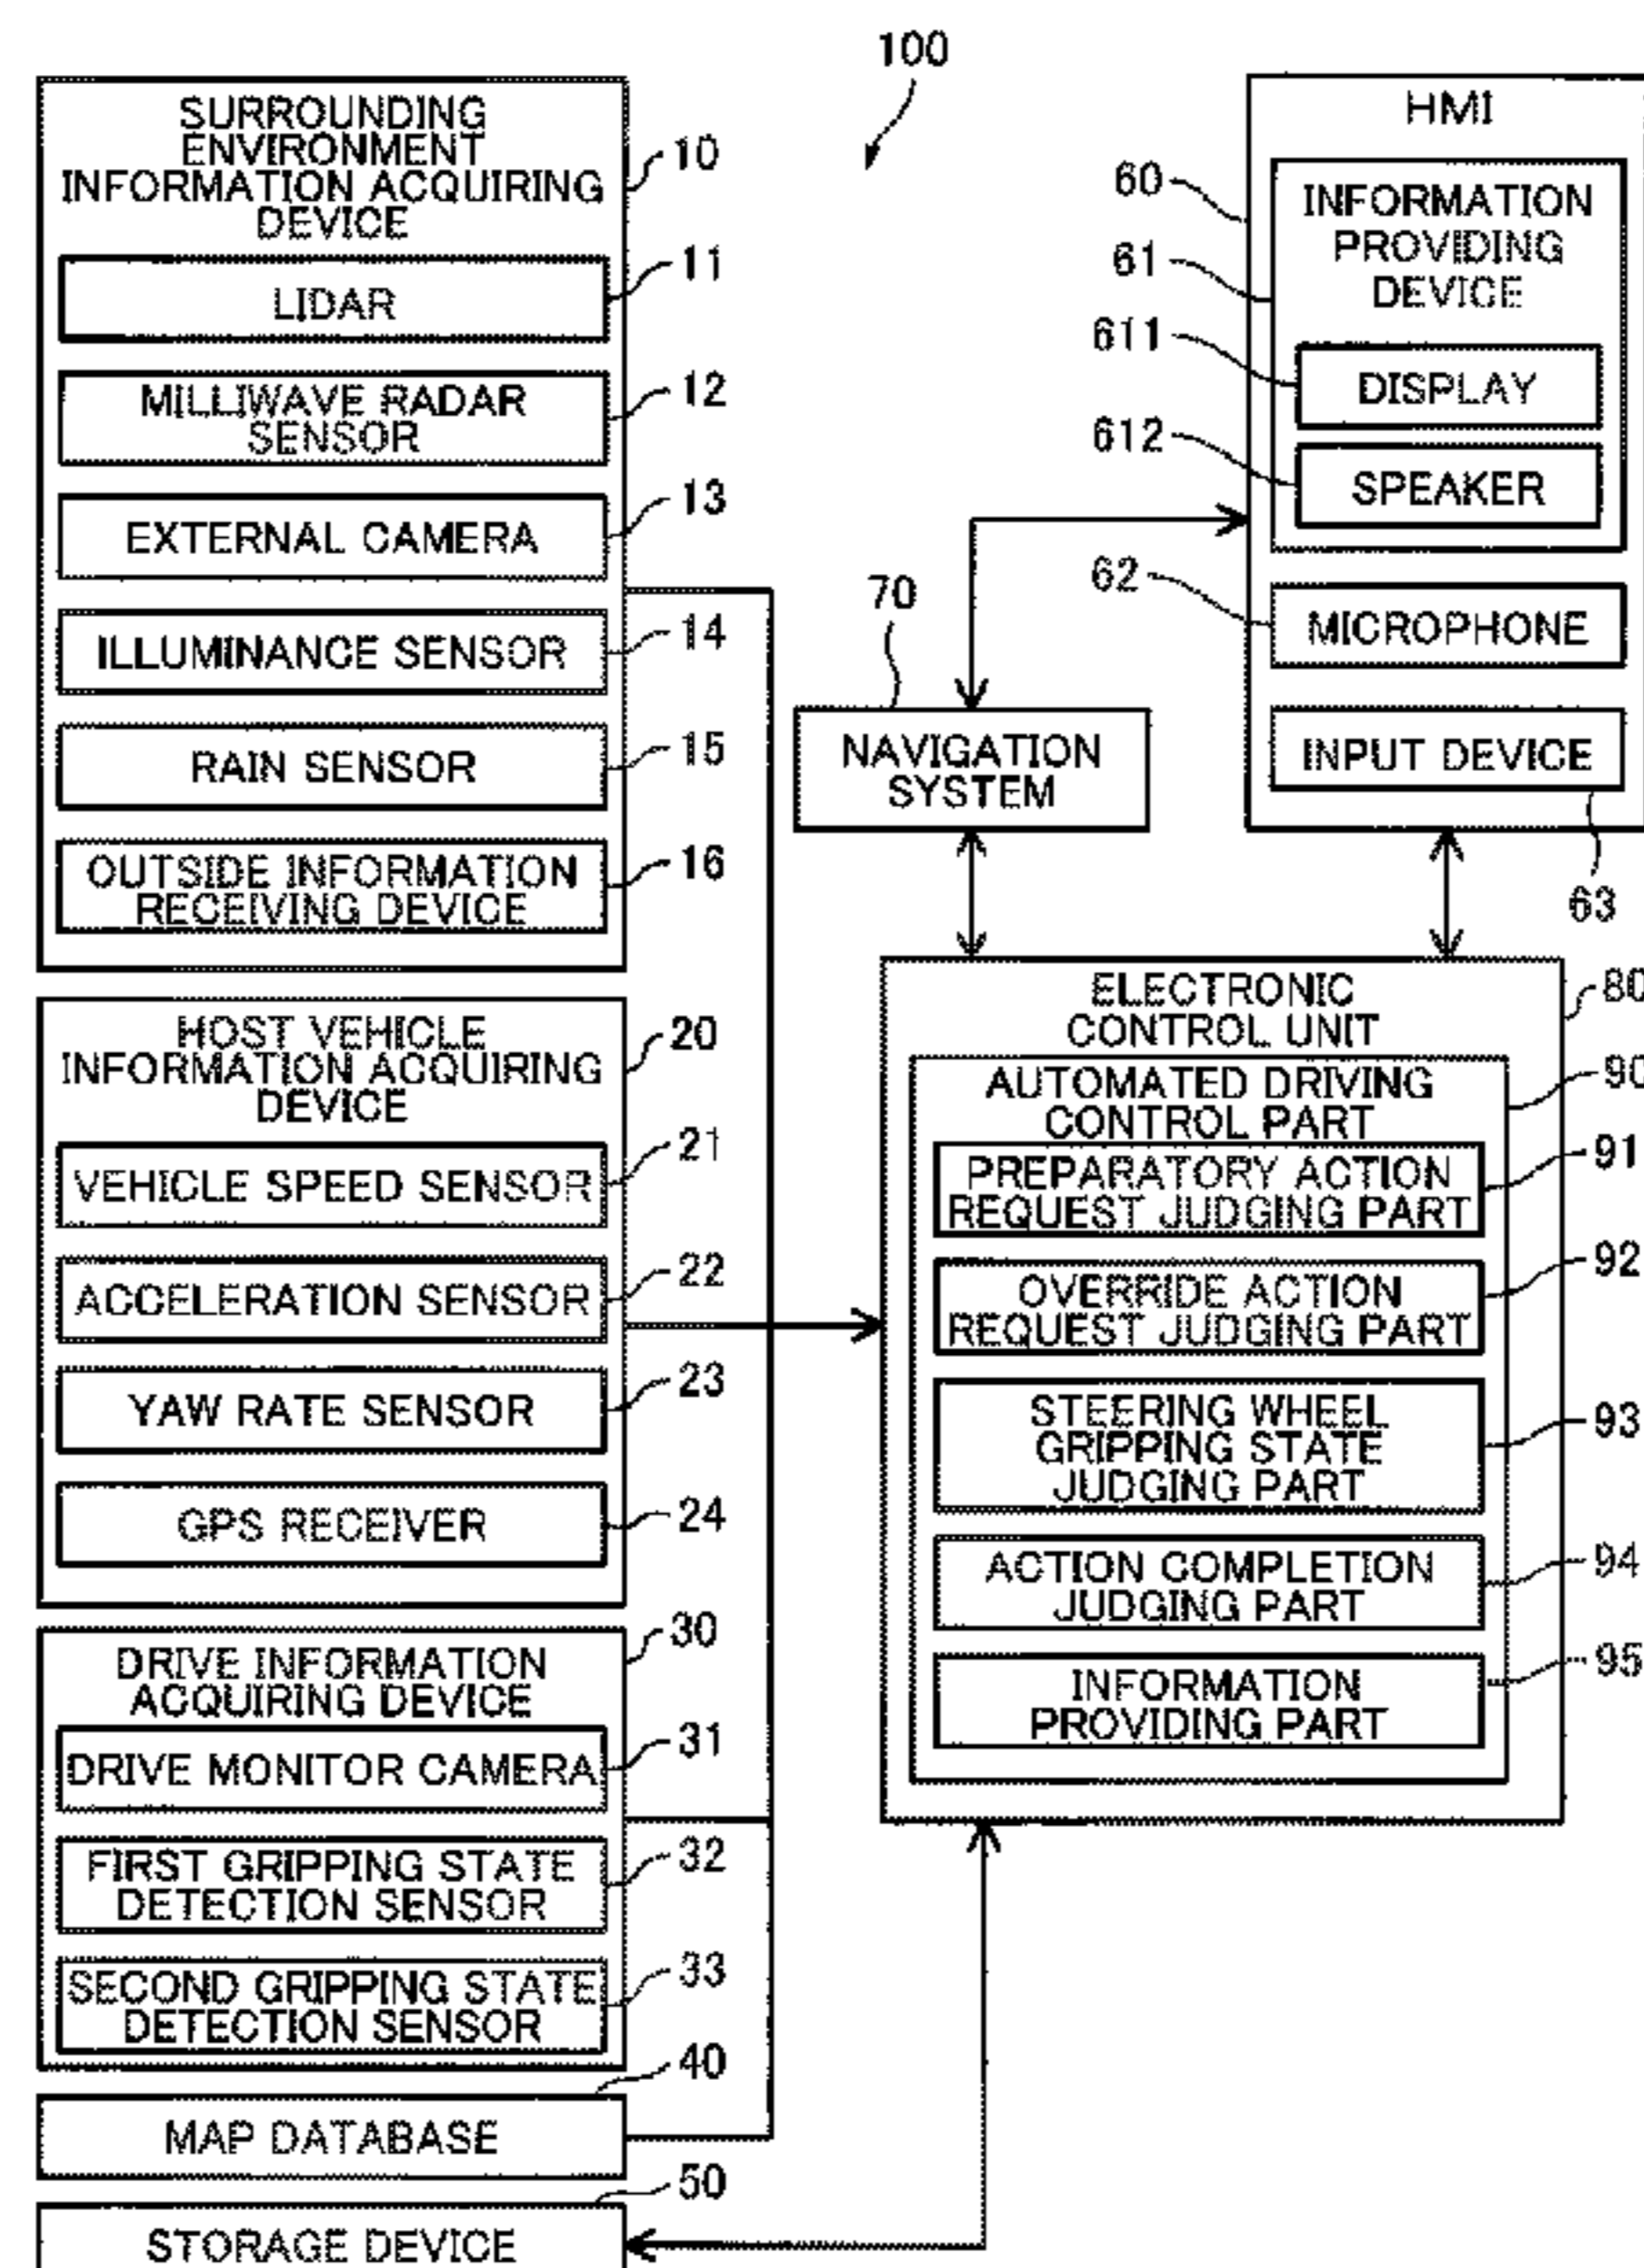 100
SURROUNDING
ENVIRONMENT
INFORMATION ACQUIRING
DEVICE
10
LIDAR
11
MILLIWAVE RADAR
SENSOR
12
EXTERNAL CAMERA
13
ILLUMINANCE SENSOR
14
RAIN SENSOR
15
OUTSIDE INFORMATION
RECEIVING DEVICE
16
HOST VEHICLE
INFORMATION ACQUIRING
DEVICE
20
VEHICLE SPEED SENSOR
21
ACCELERATION SENSOR
22
YAW RATE SENSOR
23
GPS RECEIVER
24
DRIVE INFORMATION
ACQUIRING DEVICE
30
DRIVE MONITOR CAMERA
31
FIRST GRIPPING STATE
DETECTION SENSOR
32
SECOND GRIPPING STATE
DETECTION SENSOR
33
MAP DATABASE
40
STORAGE DEVICE
50
HMI
60
INFORMATION
PROVIDING
DEVICE
61
DISPLAY
611
SPEAKER
612
MICROPHONE
62
INPUT DEVICE
63
NAVIGATION
SYSTEM
70
ELECTRONIC
CONTROL UNIT
80
AUTOMATED DRIVING
CONTROL PART
90
PREPARATORY ACTION
REQUEST JUDGING PART
91
OVERRIDE ACTION
REQUEST JUDGING PART
92
STEERING WHEEL
GRIPPING STATE
JUDGING PART
93
ACTION COMPLETION
JUDGING PART
94
INFORMATION
PROVIDING PART
95